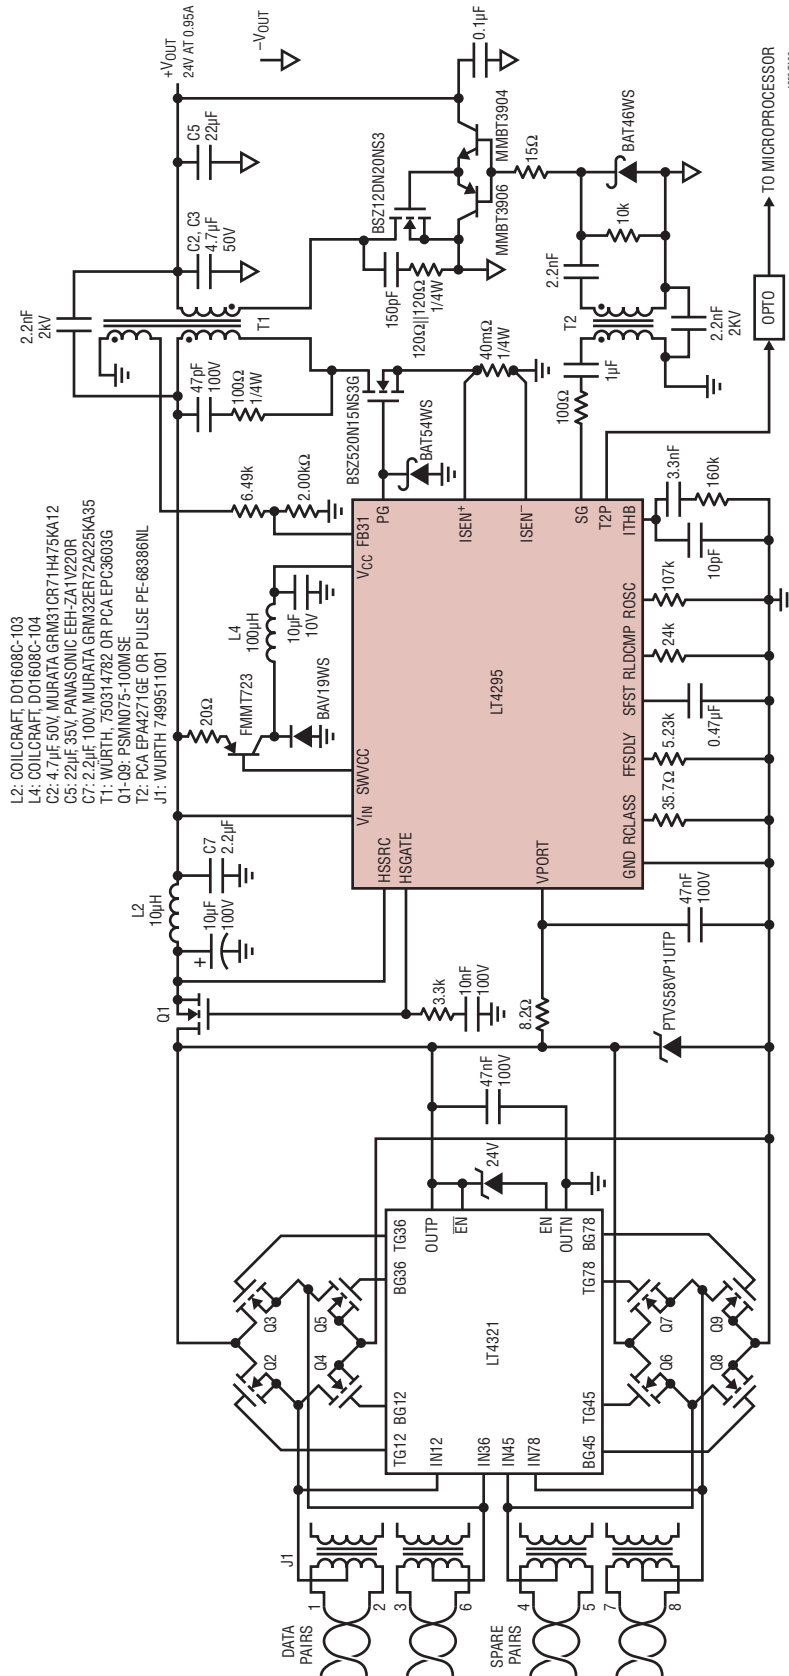 L2: COILCRAFT, DO1608C-103
L4: COILCRAFT, DO1608C-104
C2: 4.7µF, 50V, MURATA GRM31CR71H475KA12
C5: 22µF, 35V, PANASONIC EEH-ZA1V220R
C7: 2.2µF, 100V, MURATA GRM32ER72A225KA35
T1: WÜRTH, 750314782 OR PCA EPC3603G
Q1-Q9: PSMN075-100MSE
T2: PCA EPA4271GE OR PULSE PE-68386NL
J1: WURTH 7499511001
DATA
PAIRS
1
2
3
6
SPARE
PAIRS
4
5
7
8
J1
Q2
Q3
Q4
Q5
Q6
Q7
Q8
Q9
TG12
BG12
BG36
TG36
IN12
IN36
IN45
IN78
BG45
TG45
TG78
BG78
OUTP
EN
EN
OUTN
LT4321
24V
47nF
100V
PTVS58VP1UTP
Q1
3.3k
10nF
100V
8.2Ω
47nF
100V
+
10µF
100V
L2
10µH
C7
2.2µF
20Ω
FMMT723
BAV19WS
L4
100µH
10µF
10V
6.49k
2.00kΩ
HSSRC
HSGATE
VIN
SWVCC
VCC
FB31
VPORT
PG
ISEN+
ISEN−
SG
T2P
GND
RCLASS
FFSDLY
SFST
RLDCMP
ROSC
ITHB
LT4295
35.7Ω
5.23k
0.47µF
24k
107k
10pF
3.3nF
160k
BAT54WS
BSZ520N15NS3G
47pF
100V
100Ω
1/4W
2.2nF
2kV
T1
40mΩ
1/4W
100Ω
1µF
T2
2.2nF
2KV
2.2nF
10k
BAT46WS
15Ω
150pF
120Ω||120Ω
1/4W
BSZ12DN20NS3
MMBT3906
MMBT3904
C2, C3
4.7µF
50V
C5
22µF
+VOUT
24V AT 0.95A
−VOUT
0.1µF
OPTO
TO MICROPROCESSOR